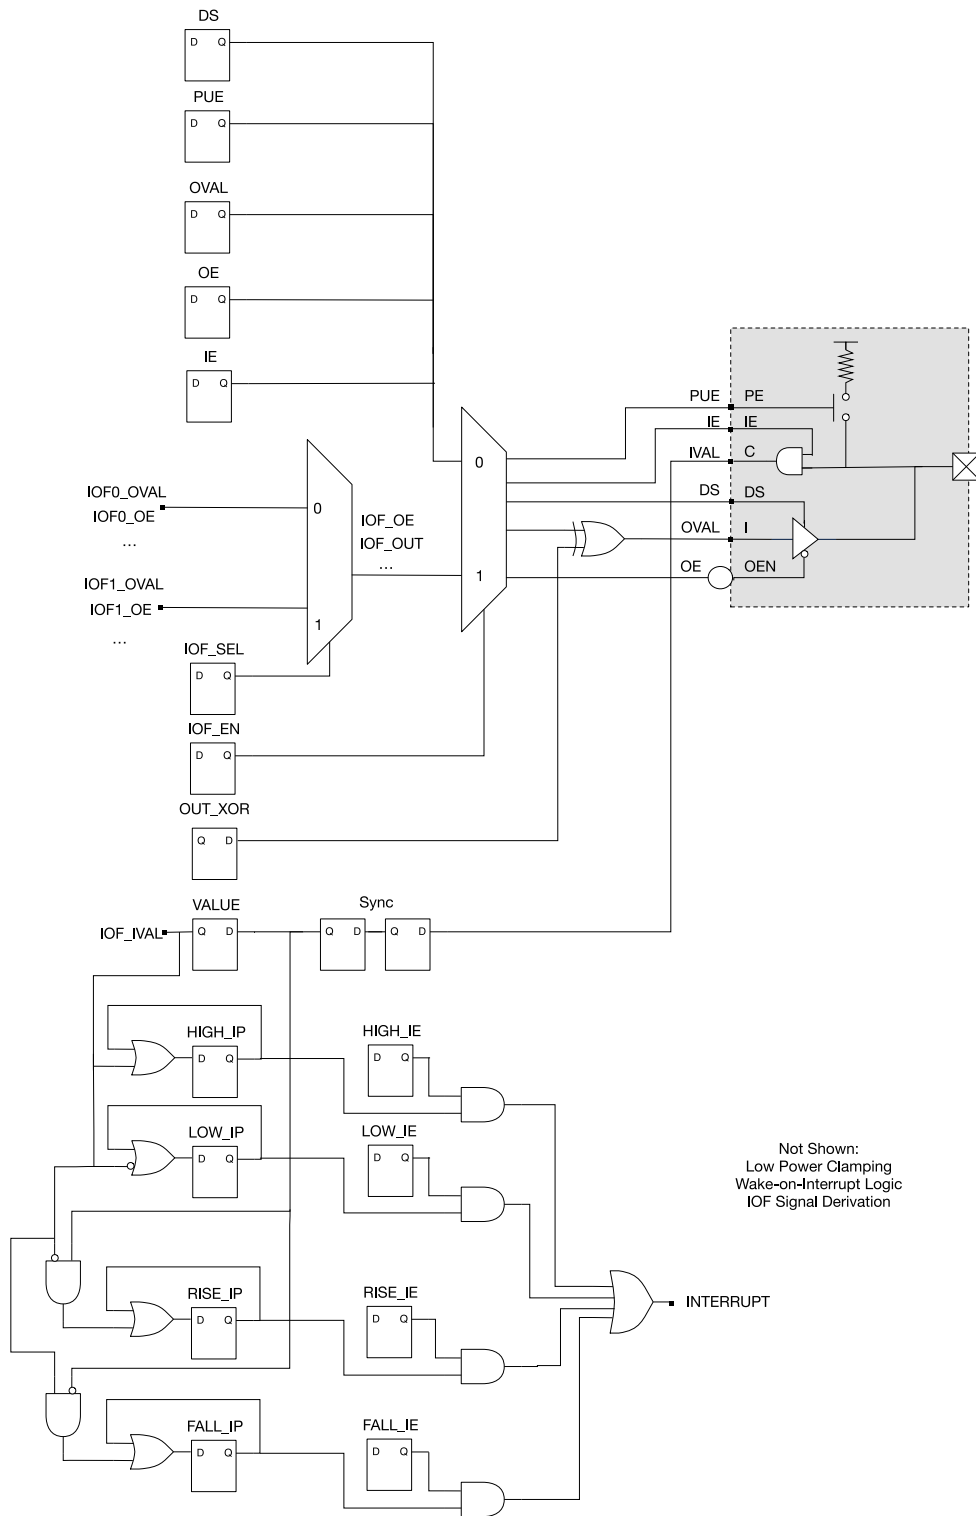 DS
D Q
PUE
D Q
OVAL
D Q
OE
D Q
IE
D Q
PUE PE
IE IE
IVAL C
DS DS
OVAL I
OE OEN
0
1
IOF0_OVAL
IOF0_OE
...
IOF1_OVAL
IOF1_OE
...
0
1
IOF_OE
IOF_OUT
...
IOF_SEL
D Q
IOF_EN
D Q
OUT_XOR
Q D
VALUE
Q D
Sync
Q D
Q D
IOF_IVAL
HIGH_IP
D Q
HIGH_IE
D Q
LOW_IP
D Q
LOW_IE
D Q
Not Shown:
Low Power Clamping
Wake-on-Interrupt Logic
IOF Signal Derivation
RISE_IP
D Q
RISE_IE
D Q
INTERRUPT
FALL_IP
D Q
FALL_IE
D Q